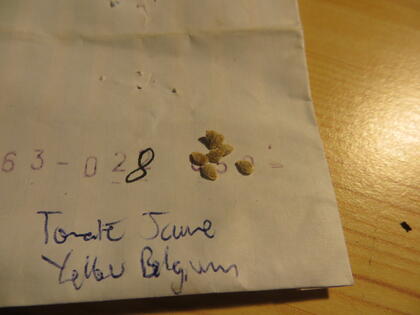 63-028
Tomate Jaune
Yellow Belgium